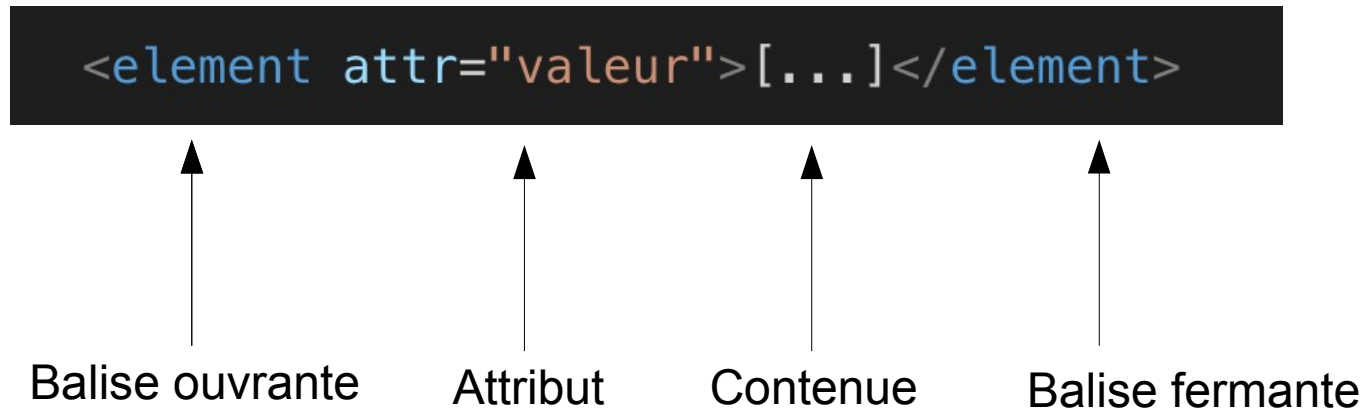 <element attr="valeur">[...]</element>
Balise ouvrante Attribut Contenue Balise fermante